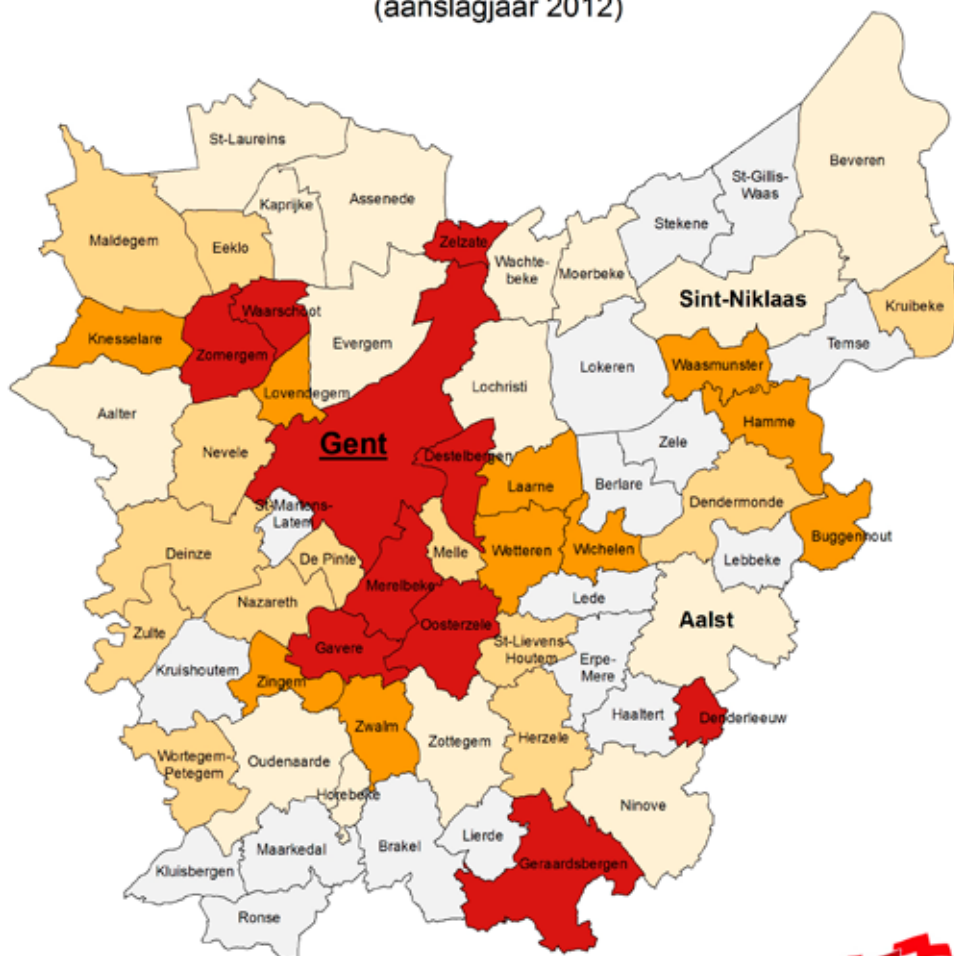 (aanslagjaar 2012)
St-Laureins
Beveren
St-Gillis-
Waas
Assenede
Kaprijke
Stekene
Maldegem
Eeklo
Zelzate
Wachte-
beke
Moerbeke
Sint-Niklaas
Kruibeke
Waarschoot
Knesselare
Evergem
Temse
Zomergem
Lokeren
Waasmunster
Lochristi
Lovendegem
Aalter
Hamme
Gent
Zele
Nevele
Destelbergen
Laarne
Berlare
Dendermonde
St-Martens-
Latem
Buggenhout
Deinze
De Pinte
Melle
Wetteren
Wichelen
Lebbeke
Merelbeke
Nazareth
Lede
Aalst
Oosterzele
Zulte
Gavere
St-Lievens-
Houtem
Erpe-
Mere
Kruishoutem
Zingem
Haaltert
Denderleeuw
Zwalm
Zottegem
Herzele
Wortegem-
Petegem
Oudenaarde
Horebeke
Ninove
Lierde
Brakel
Maarkedal
Geraardsbergen
Kluisbergen
Ronse